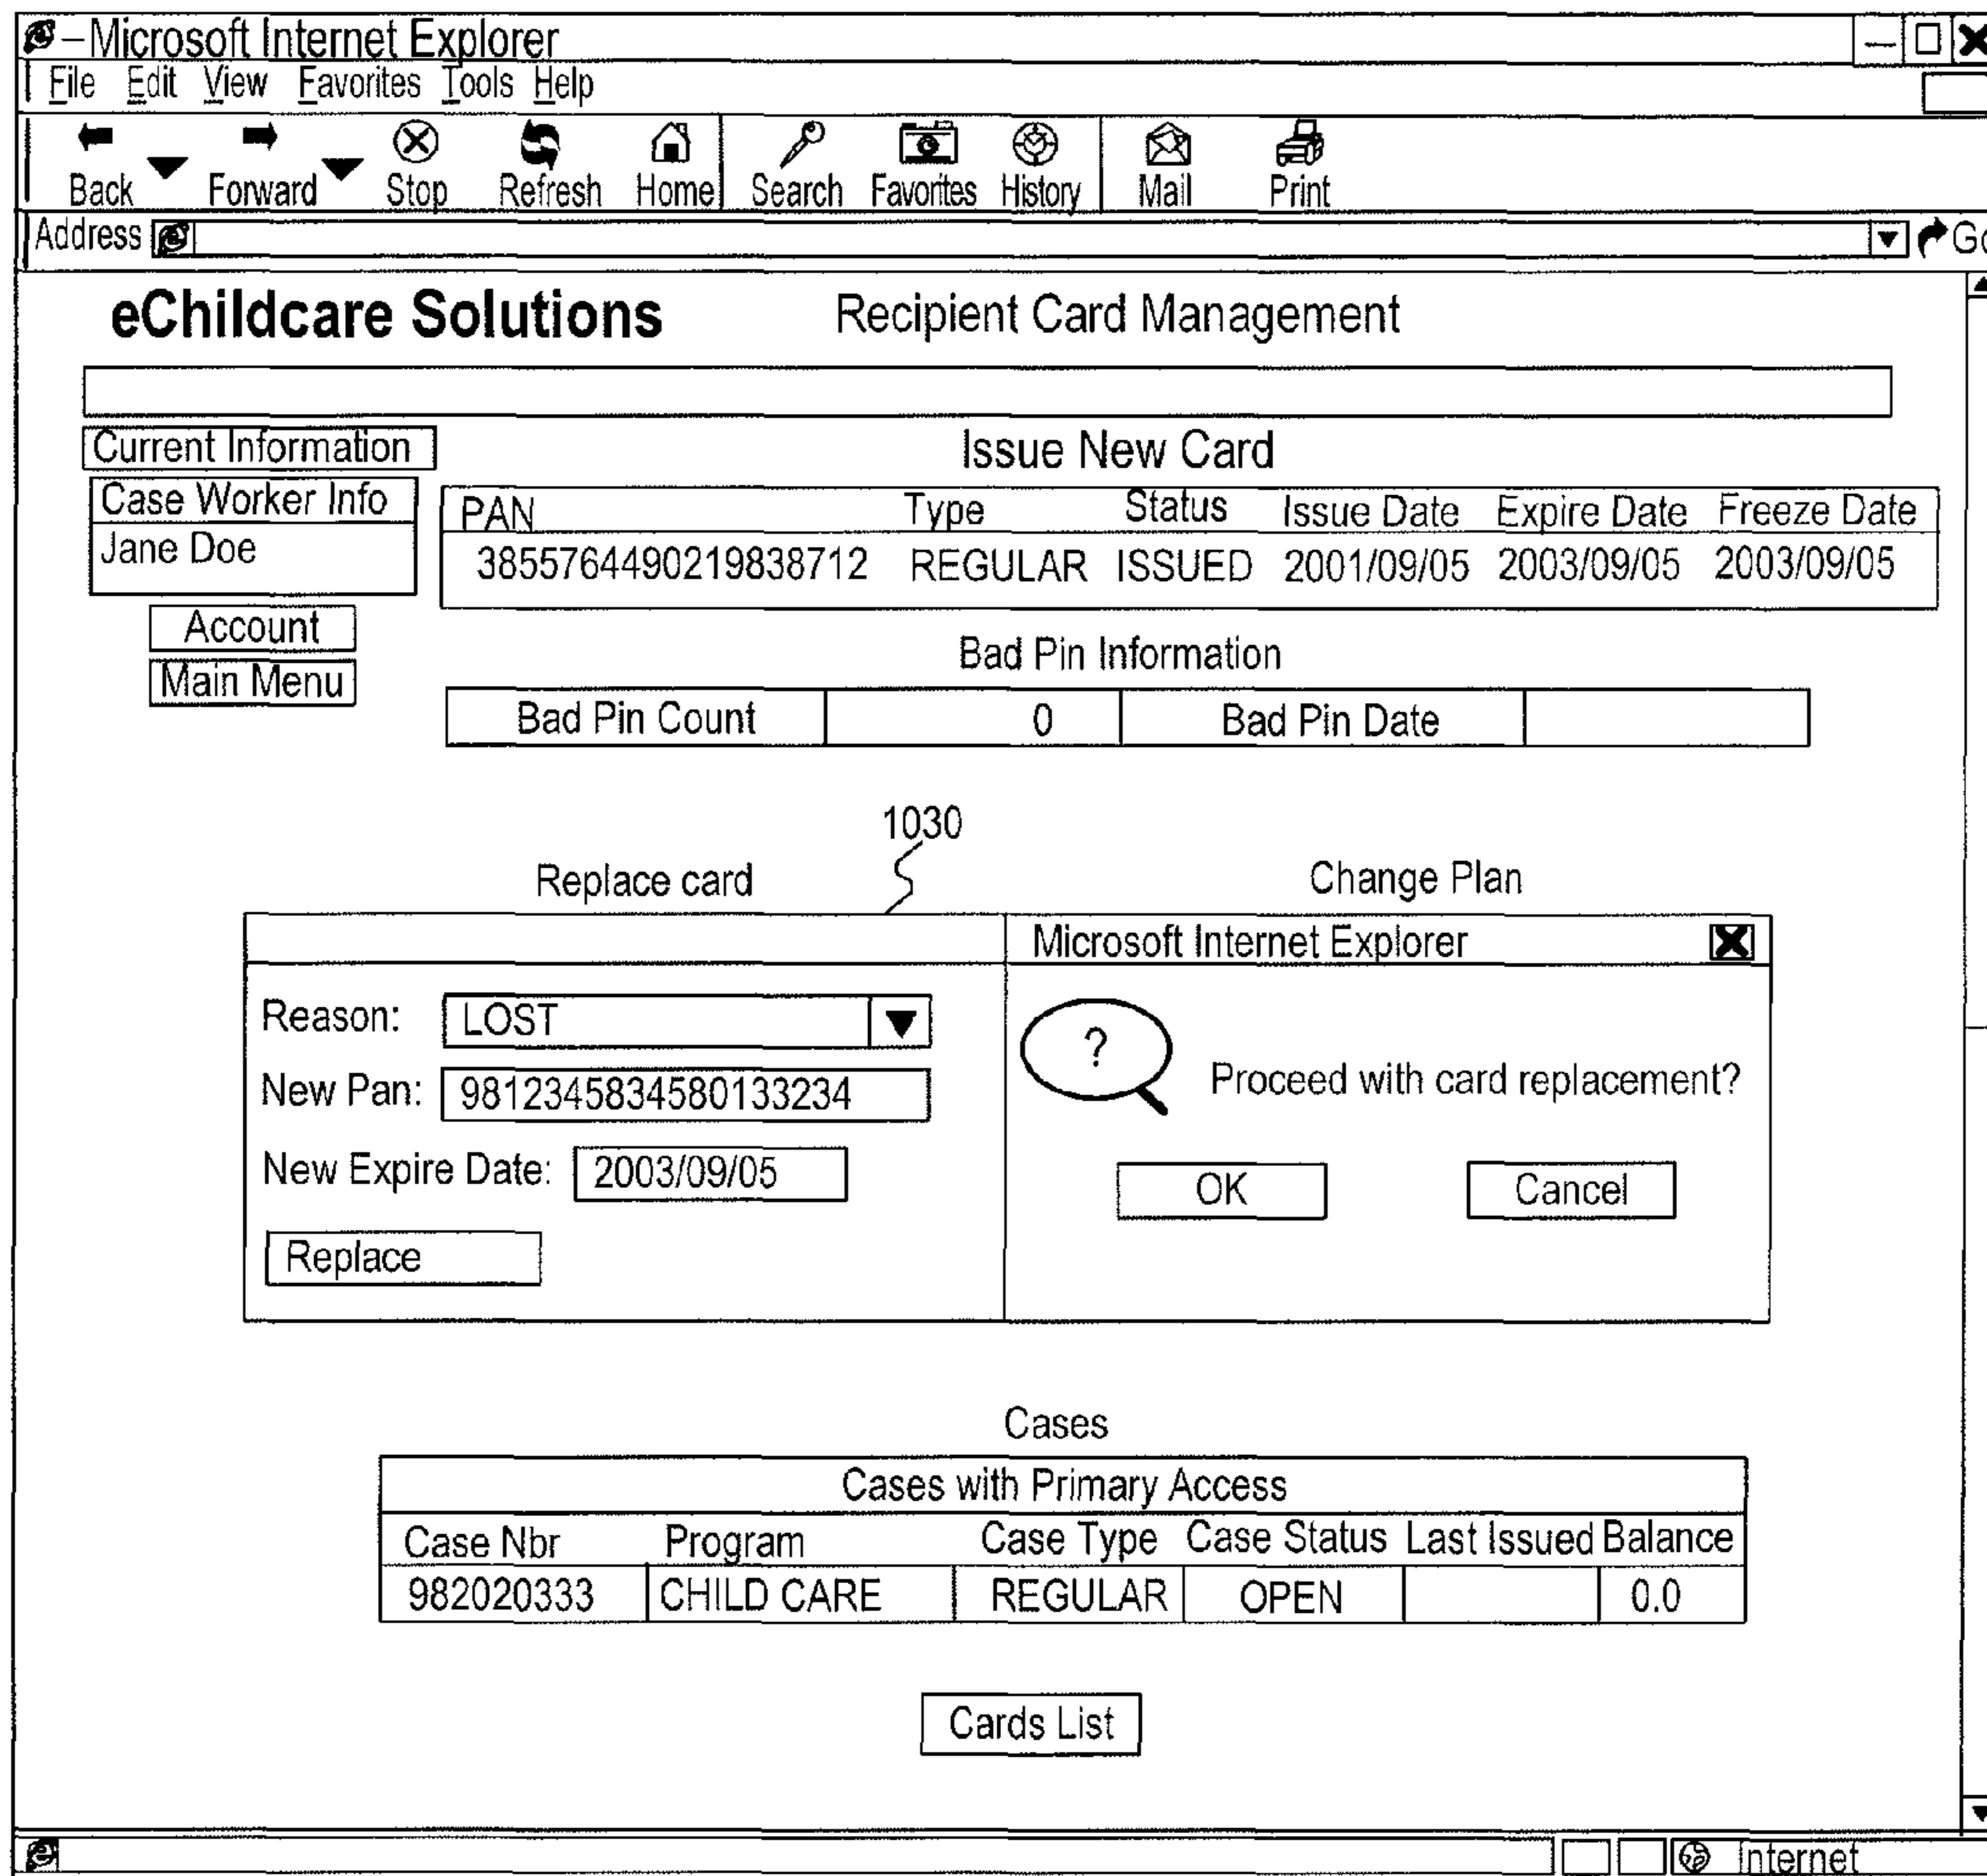 –Microsoft Internet Explorer
File Edit View Favorites Tools Help
Back Forward Stop Refresh Home Search Favorites History Mail Print
Address Go
eChildcare Solutions Recipient Card Management
Current Information Issue New Card
Case Worker Info PAN Type Status Issue Date Expire Date Freeze Date
Jane Doe 3855764490219838712 REGULAR ISSUED 2001/09/05 2003/09/05 2003/09/05
Account
Bad Pin Information
Main Menu
Bad Pin Count 0 Bad Pin Date
1030
Replace card Change Plan
Microsoft Internet Explorer
Reason: LOST
?
New Pan: 9812345834580133234 Proceed with card replacement?
New Expire Date: 2003/09/05 OK Cancel
Replace
Cases
Cases with Primary Access
Case Nbr Program Case Type Case Status Last Issued Balance
982020333 CHILD CARE REGULAR OPEN 0.0
Cards List
Internet